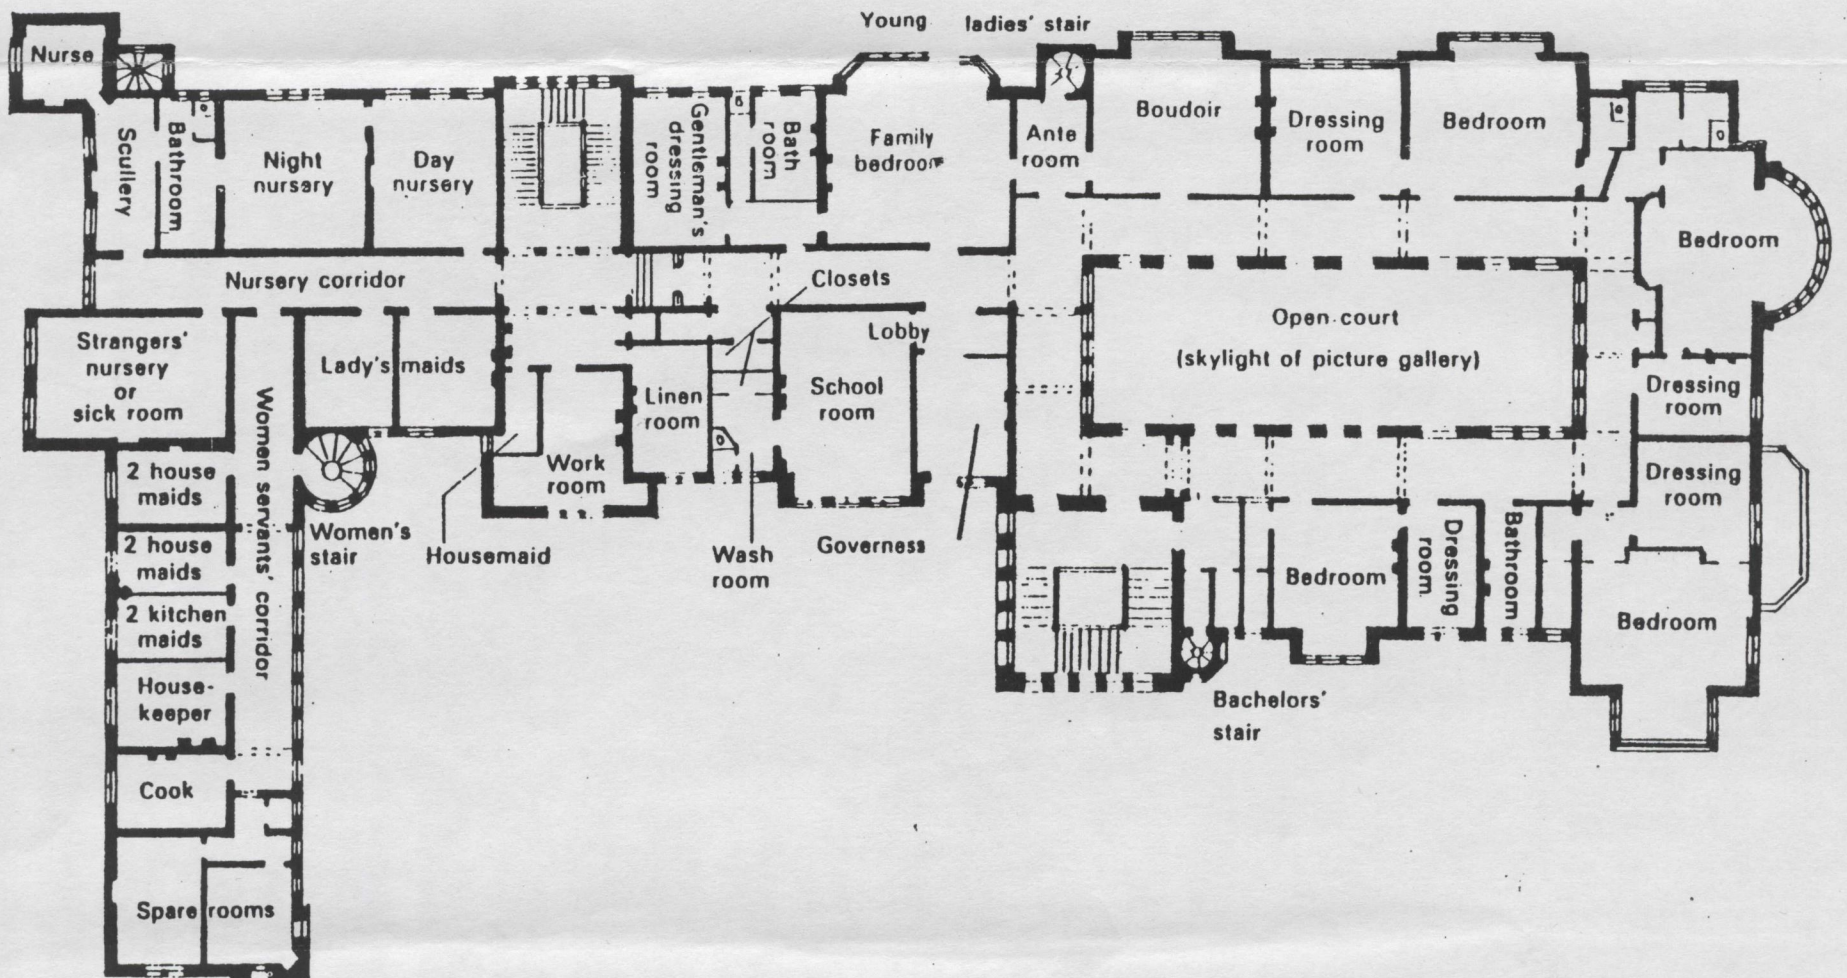 Young ladies' stair
Nurse
Scullery
Bathroom
Night
nursery
Day
nursery
Gentleman's
dressing
room
Bath
room
Family
bedroom
Ante
room
Boudoir
Dressing
room
Bedroom
Bedroom
Nursery corridor
Closets
Lobby
Open court
(skylight of picture gallery)
Strangers'
nursery
or
sick room
Women servants' corridor
Lady's maids
Linen
room
School
room
Dressing
room
2 house
maids
Work
room
Dressing
room
Women's
stair
Housemaid
Wash
room
Governess
2 house
maids
2 kitchen
maids
Bedroom
Dressing
room
Bathroom
Bedroom
House-
keeper
Bachelors'
stair
Cook
Spare rooms